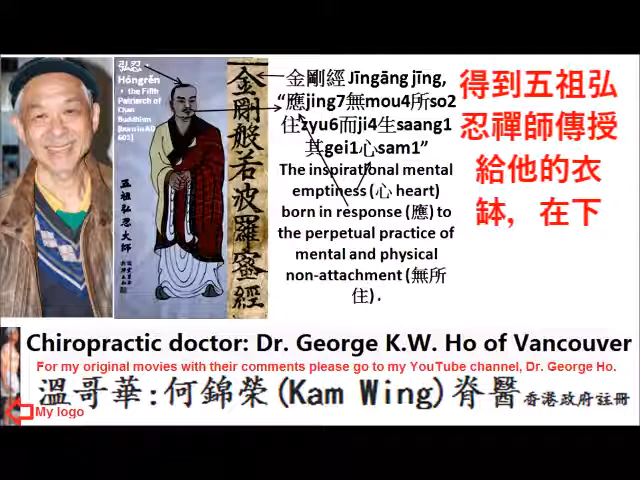 弘忍
Hóngrěn
, the Fifth
Patriarch of
Chan
Buddhism
(born in AD
601)
五祖弘忍大師
金剛般若波羅蜜經
金剛經 Jīngāng jīng,
“應jing7無mou4所so2
住zyu6而ji4生saang1
其gei1心sam1”
The inspirational mental
emptiness (心 heart)
born in response (應) to
the perpetual practice of
mental and physical
non-attachment (無所
住) .
得到五祖弘
忍禪師傳授
給他的衣
缽，在下
Chiropractic doctor: Dr. George K.W. Ho of Vancouver
For my original movies with their comments please go to my YouTube channel, Dr. George Ho.
溫哥華:何錦榮(Kam Wing)脊醫香港政府註冊
My logo